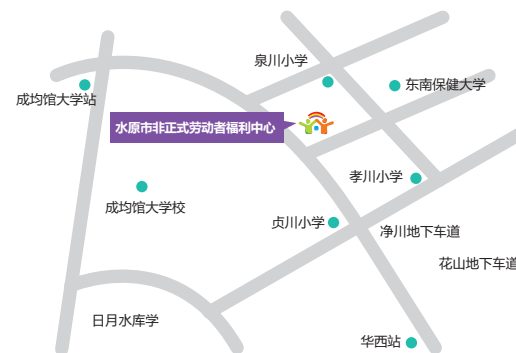 泉川小学
东南保健大学
成均馆大学站
水原市非正式劳动者福利中心
孝川小学
成均馆大学校
贞川小学
净川地下车道
花山地下车道
日月水库学
华西站